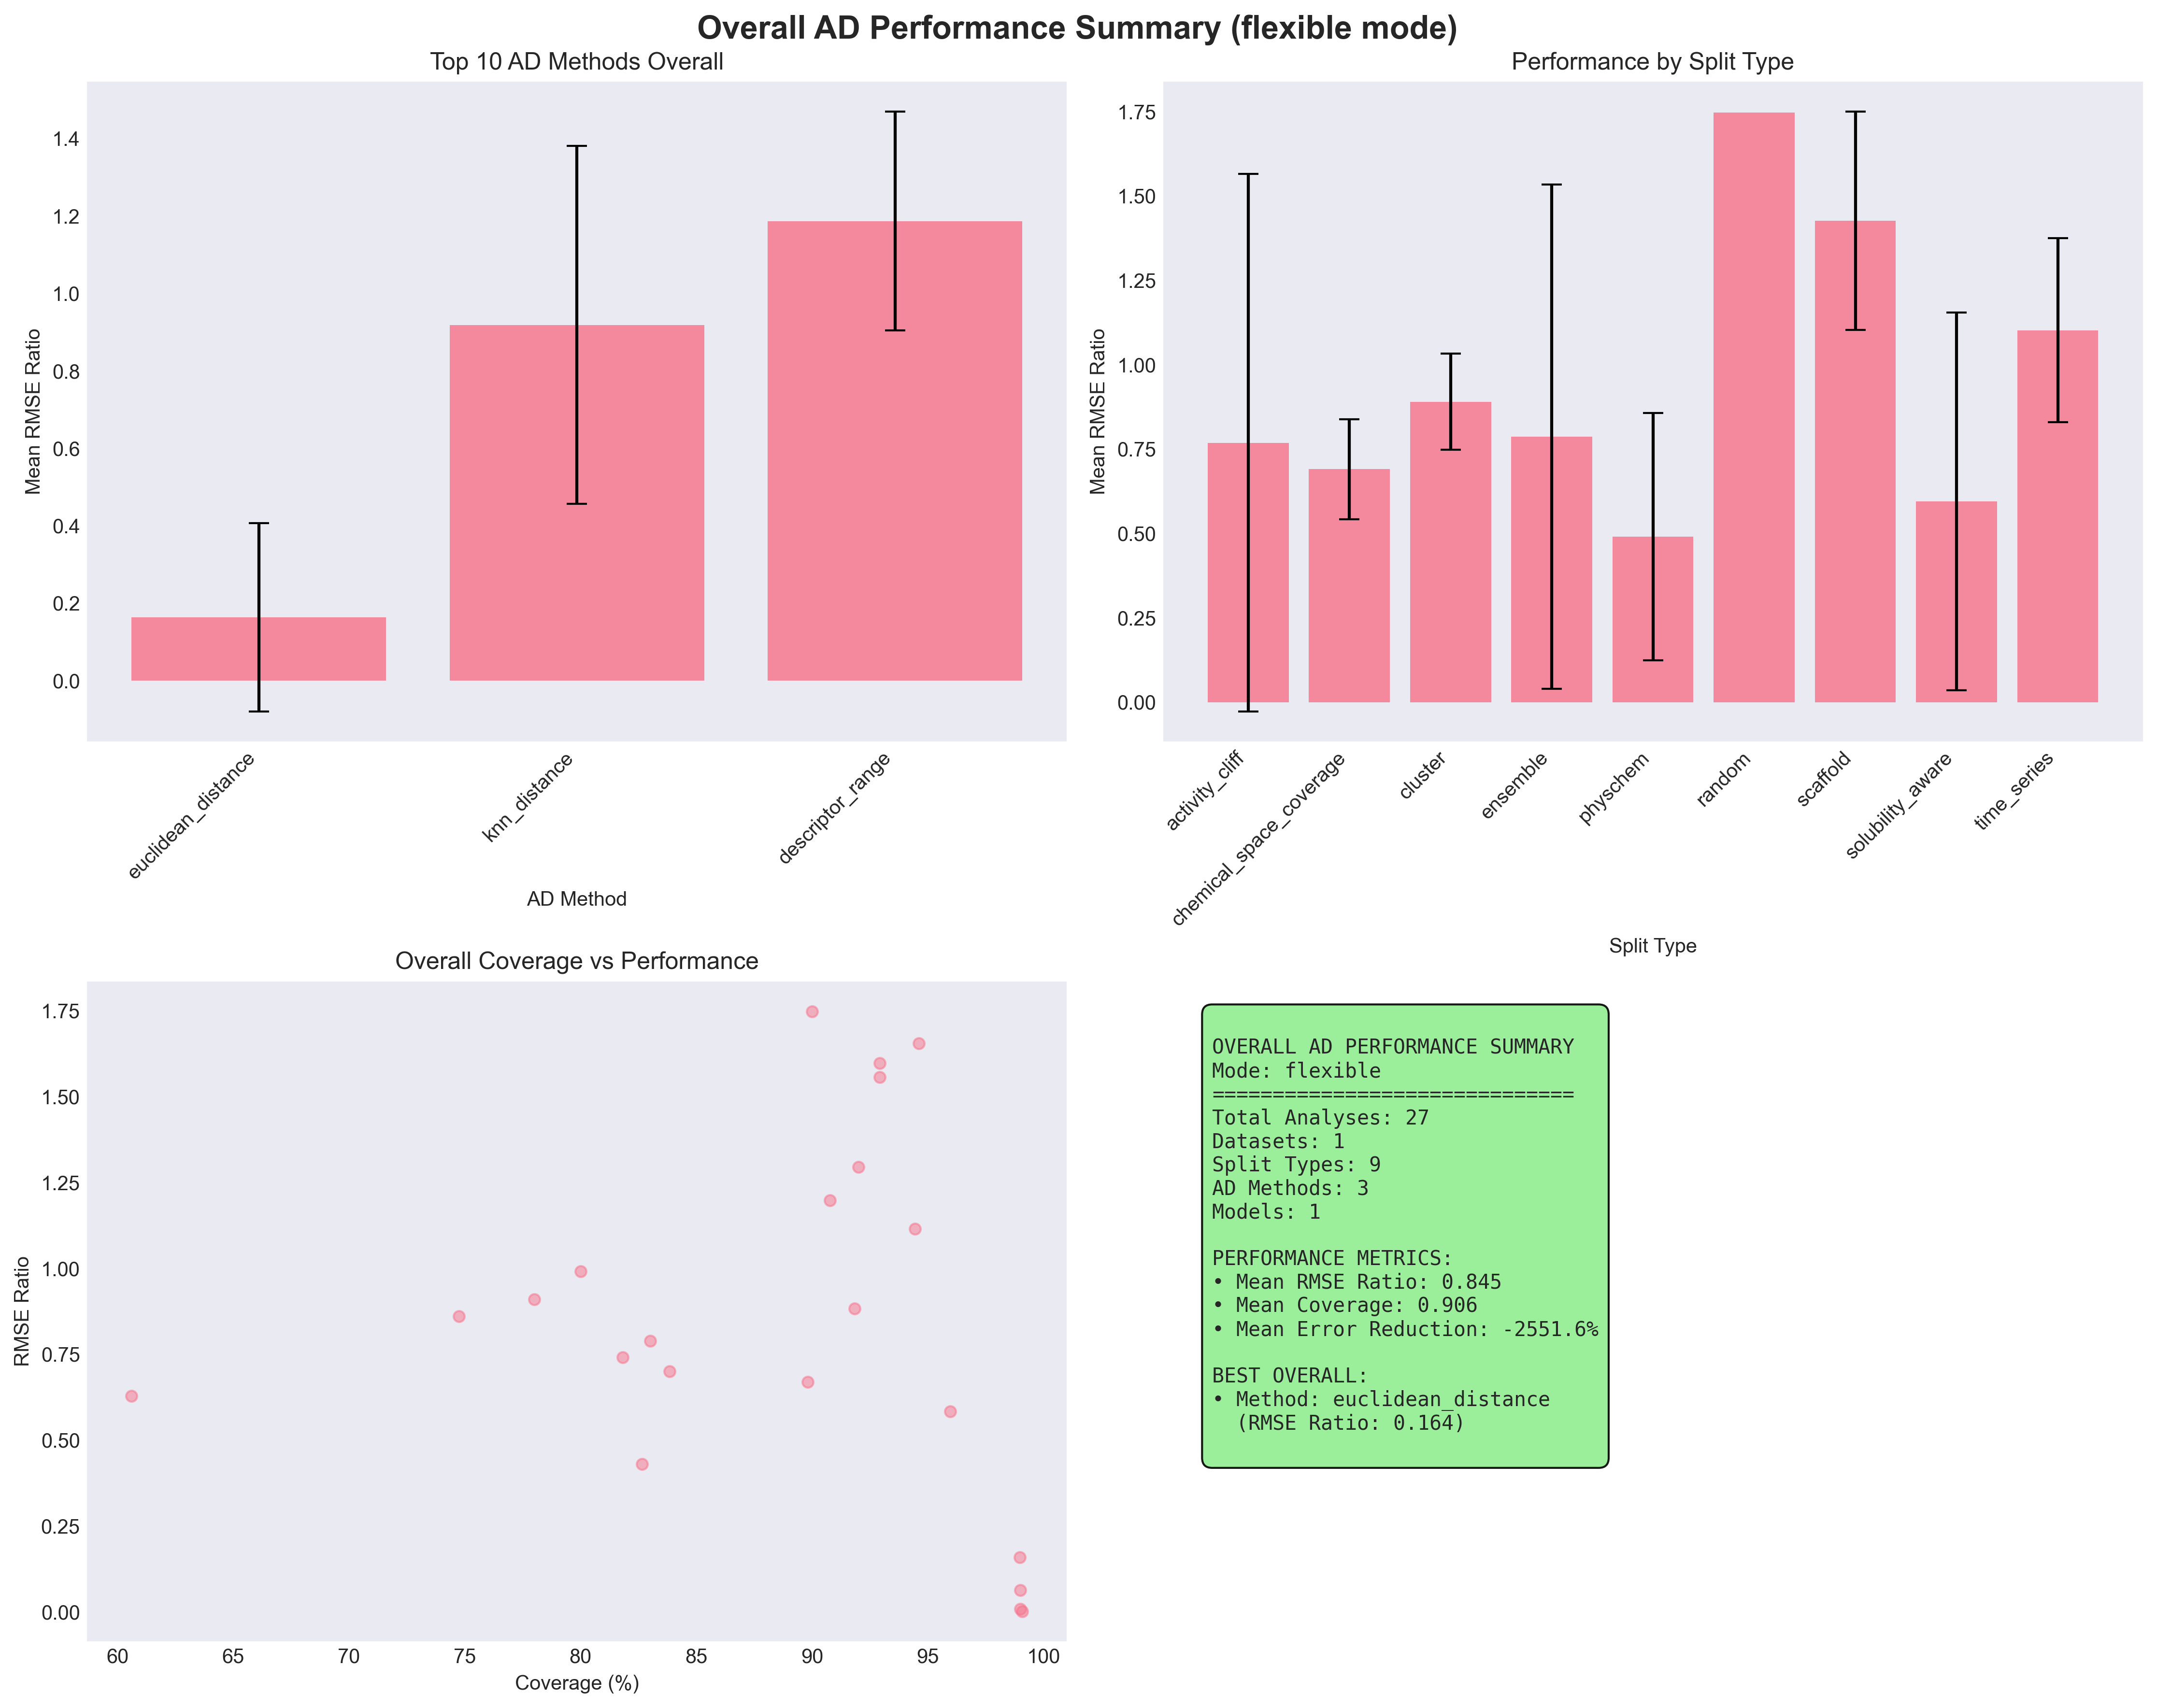 Overall AD Performance Summary (flexible mode)
Top 10 AD Methods Overall
Mean RMSE Ratio
1.4
1.2
1.0
0.8
0.6
0.4
0.2
0.0
euclidean_distance
knn_distance
descriptor_range
AD Method
Performance by Split Type
Mean RMSE Ratio
1.75
1.50
1.25
1.00
0.75
0.50
0.25
0.00
activity_cliff
chemical_space_coverage
cluster
ensemble
physchem
random
scaffold
solubility_aware
time_series
Split Type
Overall Coverage vs Performance
RMSE Ratio
1.75
1.50
1.25
1.00
0.75
0.50
0.25
0.00
60 65 70 75 80 85 90 95 100
Coverage (%)
OVERALL AD PERFORMANCE SUMMARY
Mode: flexible
==============================
Total Analyses: 27
Datasets: 1
Split Types: 9
AD Methods: 3
Models: 1
PERFORMANCE METRICS:
• Mean RMSE Ratio: 0.845
• Mean Coverage: 0.906
• Mean Error Reduction: -2551.6%
BEST OVERALL:
• Method: euclidean_distance
(RMSE Ratio: 0.164)